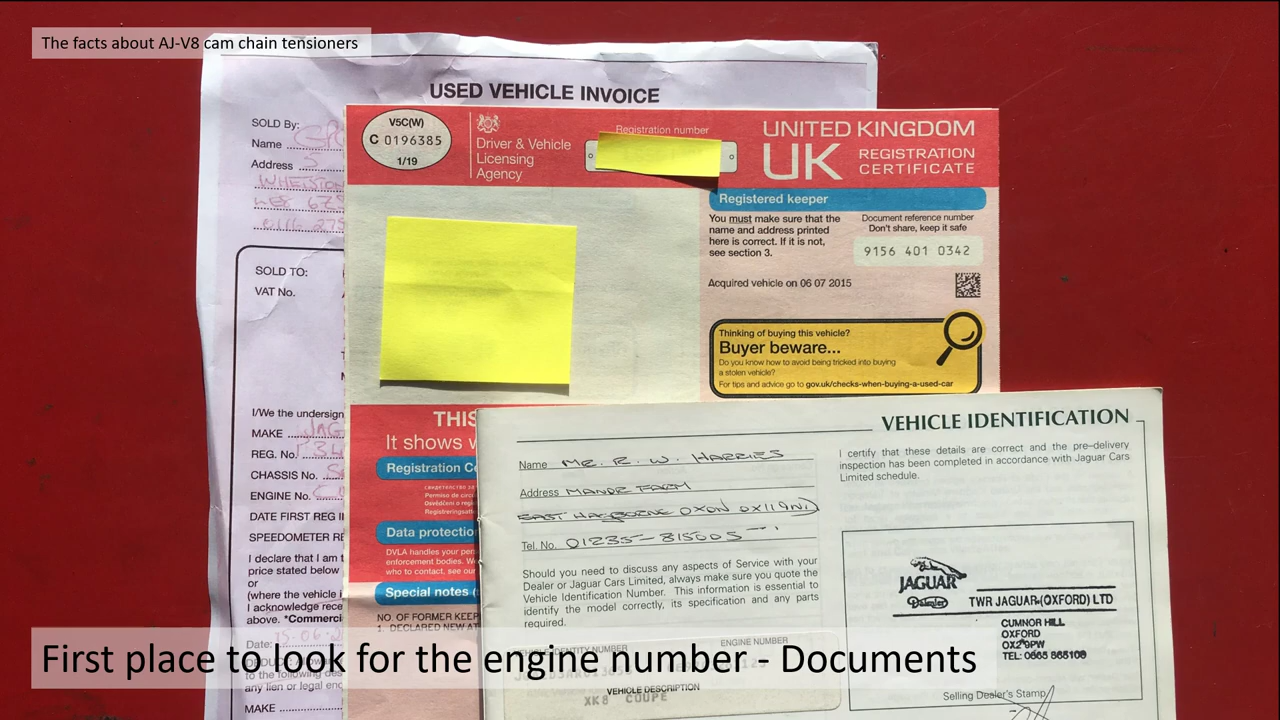 The facts about AJ-V8 cam chain tensioners
USED VEHICLE INVOICE
SOLD By:
Name
Address
SOLD TO:
VAT No.
I/We the undersign
MAKE
REG. No.
CHASSIS No.
ENGINE No.
DATE FIRST REG I
SPEEDOMETER RE
I declare that I am t
price stated below
or
(where the vehicle i
I acknowledge rece
above. *Commerci
Date:
any lien or legal enc
MAKE
V5C(W)
C 0196385
1/19
Driver & Vehicle
Licensing
Agency
Registration number
UNITED KINGDOM
UK REGISTRATION
CERTIFICATE
Registered keeper
You must make sure that the
name and address printed
here is correct. If it is not,
see section 3.
Document reference number
Don't share, keep it safe
9156 401 0342
Acquired vehicle on 06 07 2015
Thinking of buying this vehicle?
Buyer beware...
Do you know how to avoid being tricked into buying
a stolen vehicle?
For tips and advice go to gov.uk/checks-when-buying-a-used-car
THIS
It shows w
Registration Ce
Permiso de circu
Osvědčení o regi
Registreringsatt
Data protectio
DVLA handles your pers
enforcement bodies. We
who to contact, see our
Special notes (
NO. OF FORMER KEEP
1. DECLARED NEW AT
VEHICLE IDENTIFICATION
Name MR. R. W. HARRIES
Address MANOR FARM
EAST HAGBORNE OXON OX11 9N
Tel. No. 01235-815005
Should you need to discuss any aspects of Service with your
Dealer or Jaguar Cars Limited, always make sure you quote the
Vehicle Identification Number. This information is essential to
identify the model correctly, its specification and any parts
required.
ENGINE NUMBER
VEHICLE DESCRIPTION
XK8 COUPE
I certify that these details are correct and the pre-delivery
inspection has been completed in accordance with Jaguar Cars
Limited schedule.
JAGUAR
Daimler TWR JAGUAR (OXFORD) LTD
CUMNOR HILL
OXFORD
OX2 9PW
TEL: 0865 865108
Selling Dealer's Stamp
First place to look for the engine number - Documents